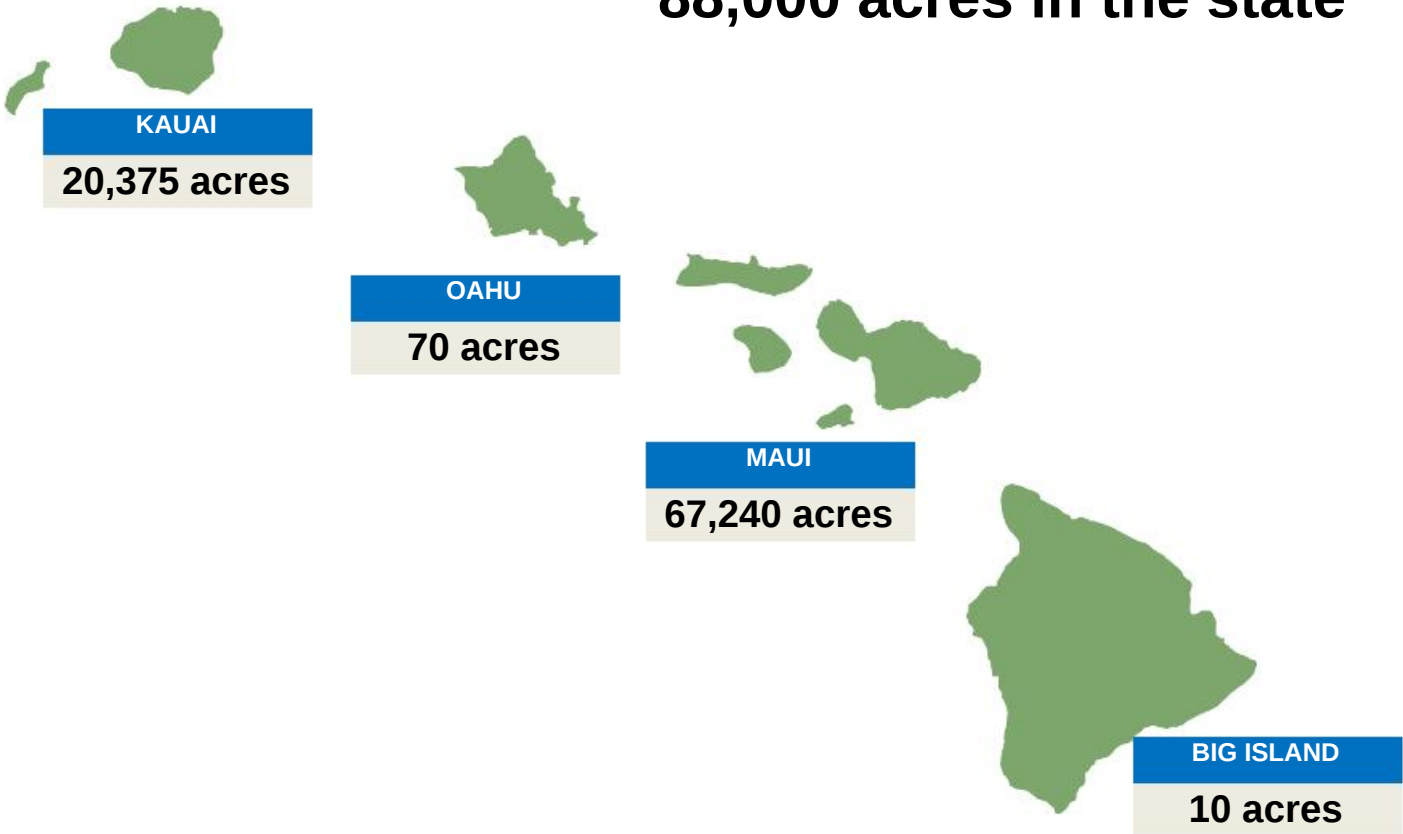 88,000 acres in the state
KAUAI
20,375 acres
OAHU
70 acres
MAUI
67,240 acres
BIG ISLAND
10 acres